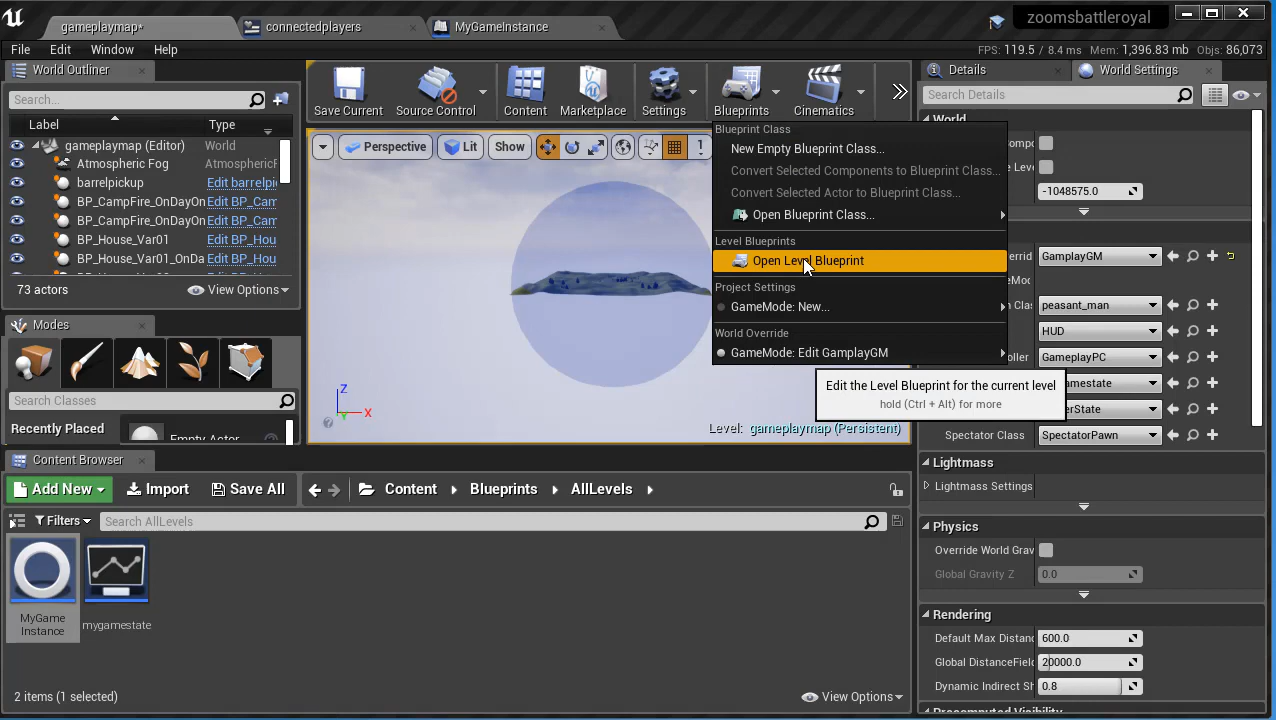 gameplaymap*
connectedplayers
MyGameInstance
zoomsbattleroyal
File Edit Window Help
FPS: 119.5 / 8.4 ms Mem: 1,396.83 mb Objs: 86,073
World Outliner
Search...
Label Type
gameplaymap (Editor) World
Atmospheric Fog AtmosphericF
barrelpickup Edit barrelpi
BP_CampFire_OnDayOn Edit BP_Cam
BP_CampFire_OnDayOn Edit BP_Cam
BP_House_Var01 Edit BP_Hou
BP_House_Var01_OnDa Edit BP_Hou
73 actors View Options
Modes
Search Classes
Recently Placed
Empty Actor
Save Current
Source Control
Content
Marketplace
Settings
Blueprints
Cinematics
Perspective
Lit
Show
1
Blueprint Class
New Empty Blueprint Class...
Convert Selected Components to Blueprint Class...
Convert Selected Actor to Blueprint Class...
Open Blueprint Class...
Level Blueprints
Open Level Blueprint
Project Settings
GameMode: New...
World Override
GameMode: Edit GamplayGM
Edit the Level Blueprint for the current level
hold (Ctrl + Alt) for more
Z
X
Y
Level: gameplaymap (Persistent)
Details
World Settings
Search Details
World
-1048575.0
GamplayGM
peasant_man
HUD
GameplayPC
Spectator Class SpectatorPawn
Lightmass
Lightmass Settings
Physics
Override World Grav
Global Gravity Z 0.0
Rendering
Default Max Distanc 600.0
Global DistanceField 20000.0
Dynamic Indirect Sh 0.8
Precomputed Visibility
Content Browser
Add New
Import
Save All
Content
Blueprints
AllLevels
Filters
Search AllLevels
MyGame
Instance
mygamestate
2 items (1 selected)
View Options